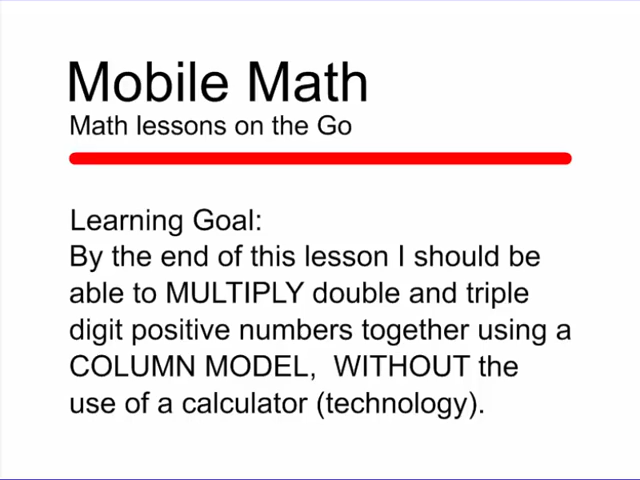 Mobile Math
Math lessons on the Go
Learning Goal:
By the end of this lesson I should be
able to MULTIPLY double and triple
digit positive numbers together using a
COLUMN MODEL,  WITHOUT the
use of a calculator (technology).